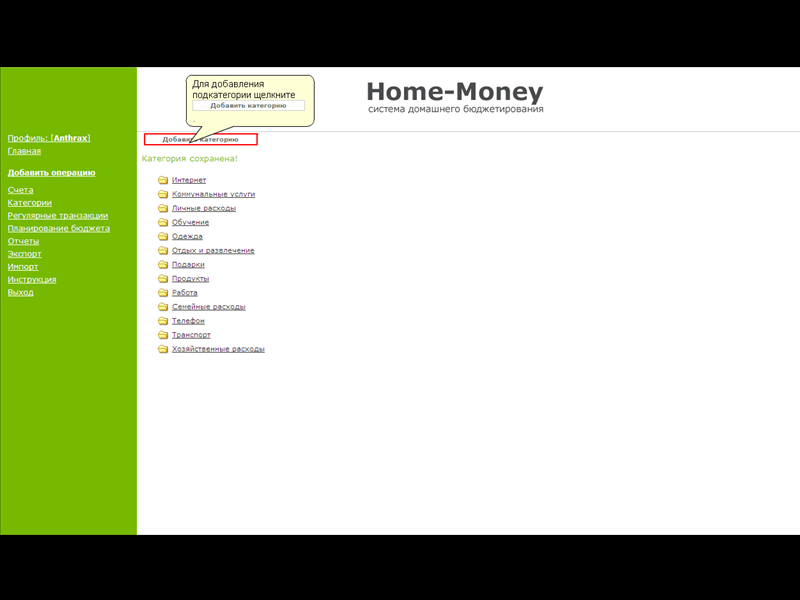 Для добавления
подкатегории щелкните
Добавить категорию
Home-Money
система домашнего бюджетирования
Профиль: [Anthrax]
Главная
Добавить операцию
Счета
Категории
Регулярные транзакции
Планирование бюджета
Отчеты
Экспорт
Импорт
Инструкция
Выход
Добавить категорию
Категория сохранена!
Интернет
Коммунальные услуги
Личные расходы
Обучение
Одежда
Отдых и развлечение
Подарки
Продукты
Работа
Семейные расходы
Телефон
Транспорт
Хозяйственные расходы